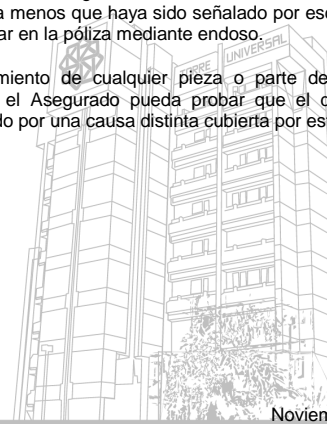 a menos que haya sido señalado por es
ar en la póliza mediante endoso.
miento de cualquier pieza o parte de
el Asegurado pueda probar que el
do por una causa distinta cubierta por es
UNIVERSAL
Noviem